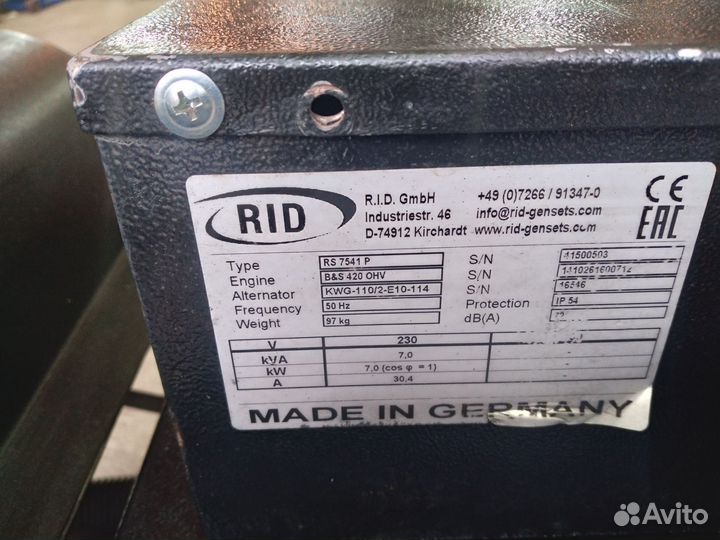 RID
R.I.D. GmbH +49 (0)7266 / 91347-0
Industriestr. 46 info@rid-gensets.com
D-74912 Kirchardt www.rid-gensets.com
CE
EAC
Type RS 7541 P S/N 41500503
Engine B&S 420 OHV S/N
Alternator KWG-110/2-E10-114 S/N 16546
Frequency 50 Hz Protection IP 54
Weight 97 kg dB(A)
V 230
kVA 7,0
kW 7,0 (cos φ = 1)
A 30,4
MADE IN GERMANY
Avito